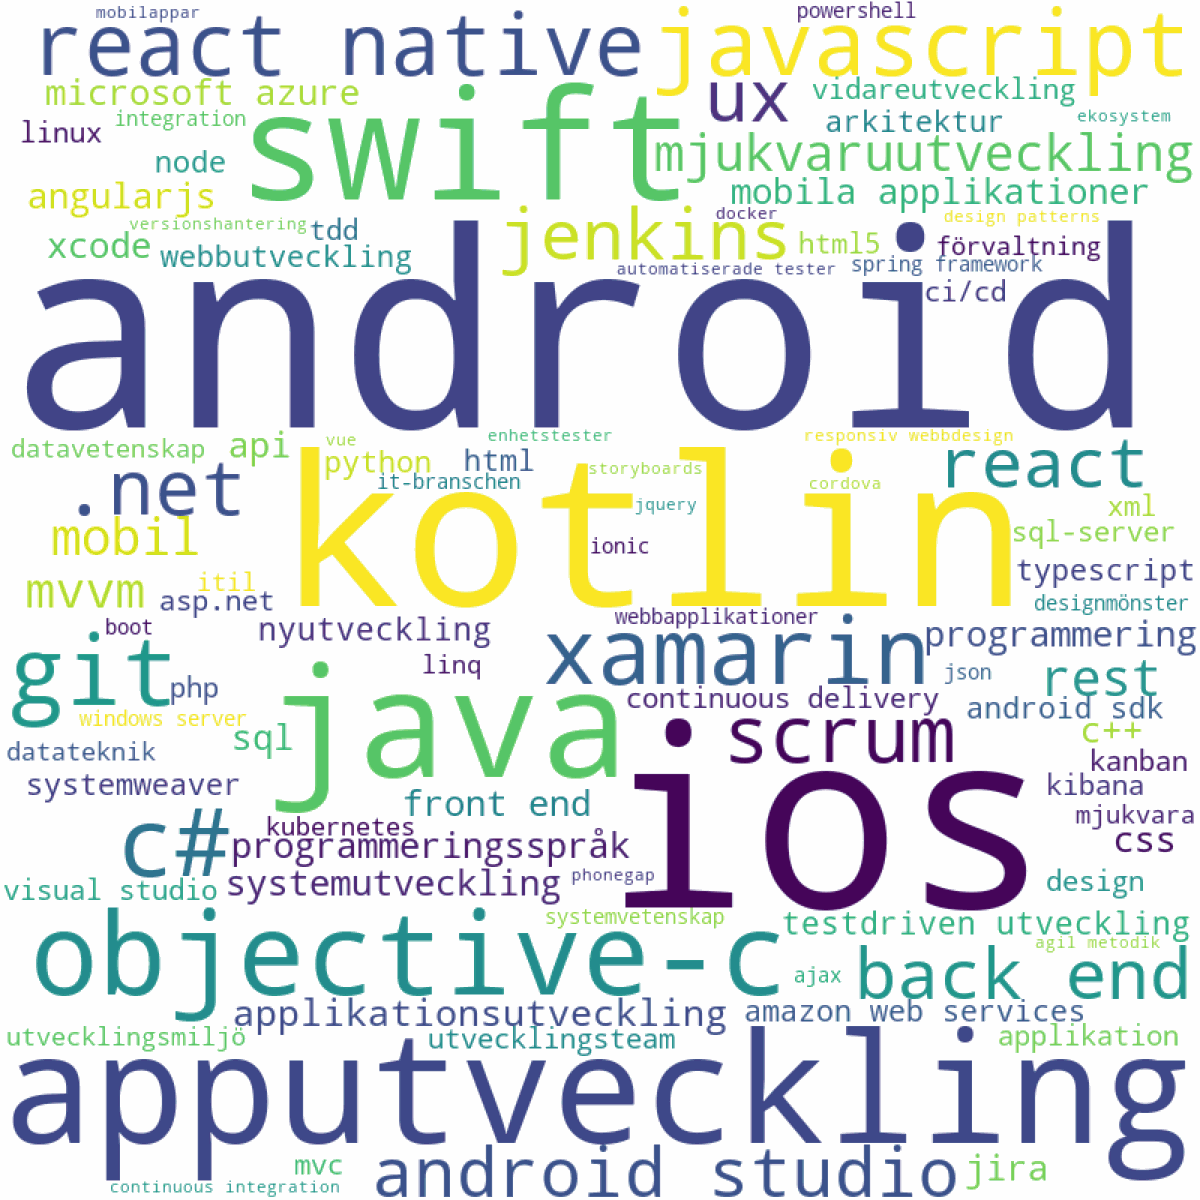 mobilappar
powershell
react native
javascript
microsoft azure
swift
ux
vidareutveckling
integration
ekosystem
linux
arkitektur
node
mjukvaruutveckling
angularjs
mobila applikationer
versionshantering
tdd
jenkins
docker
design patterns
xcode
webbutveckling
html5
förvaltning
automatiserade tester
spring framework
ci/cd
android
datavetenskap
api
vue
enhetstester
responsiv webbdesign
python
html
storyboards
react
.net
it-branschen
kotlin
cordova
jquery
xml
mobil
ionic
sql-server
mvvm
itil
typescript
asp.net
designmönster
boot
nyutveckling
webbapplikationer
xamarin
programmering
git
linq
json
rest
php
java
continuous delivery
android sdk
windows server
sql
scrum
c++
datateknik
ios
kanban
systemweaver
kibana
front end
mjukvara
c#
kubernetes
programmeringsspråk
css
visual studio
systemutveckling
phonegap
design
systemvetenskap
testdriven utveckling
objective-c
agil metodik
ajax
back end
applikationsutveckling
amazon web services
utvecklingsmiljö
utvecklingsteam
applikation
apputveckling
mvc
android studio
jira
continuous integration